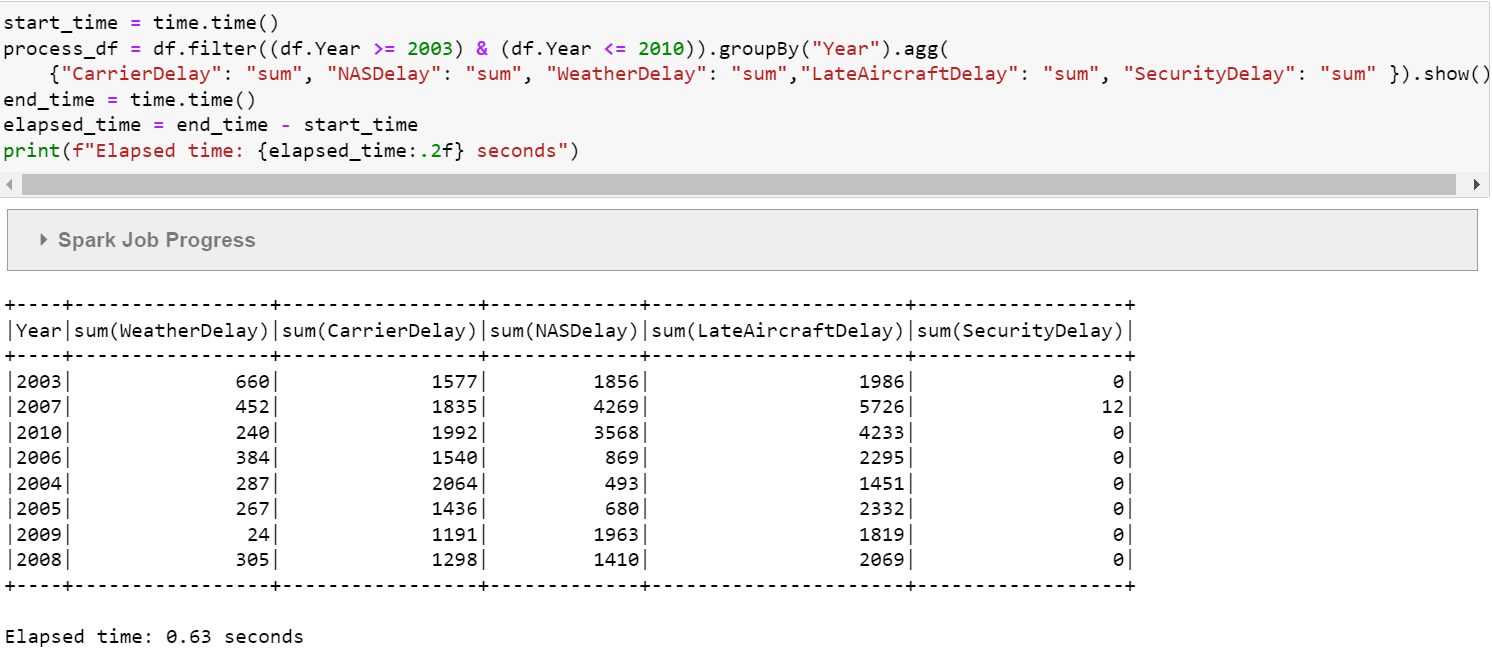 start_time = time.time()
process_df = df.filter((df.Year >= 2003) & (df.Year <= 2010)).groupBy("Year").agg(
    {"CarrierDelay": "sum", "NASDelay": "sum", "WeatherDelay": "sum","LateAircraftDelay": "sum", "SecurityDelay": "sum" }).show()
end_time = time.time()
elapsed_time = end_time - start_time
print(f"Elapsed time: {elapsed_time:.2f} seconds")
Spark Job Progress
+----+-----------------+-----------------+-------------+----------------------+------------------+
|Year|sum(WeatherDelay)|sum(CarrierDelay)|sum(NASDelay)|sum(LateAircraftDelay)|sum(SecurityDelay)|
+----+-----------------+-----------------+-------------+----------------------+------------------+
|2003|              660|             1577|         1856|                  1986|                 0|
|2007|              452|             1835|         4269|                  5726|                12|
|2010|              240|             1992|         3568|                  4233|                 0|
|2006|              384|             1540|          869|                  2295|                 0|
|2004|              287|             2064|          493|                  1451|                 0|
|2005|              267|             1436|          680|                  2332|                 0|
|2009|               24|             1191|         1963|                  1819|                 0|
|2008|              305|             1298|         1410|                  2069|                 0|
+----+-----------------+-----------------+-------------+----------------------+------------------+
Elapsed time: 0.63 seconds